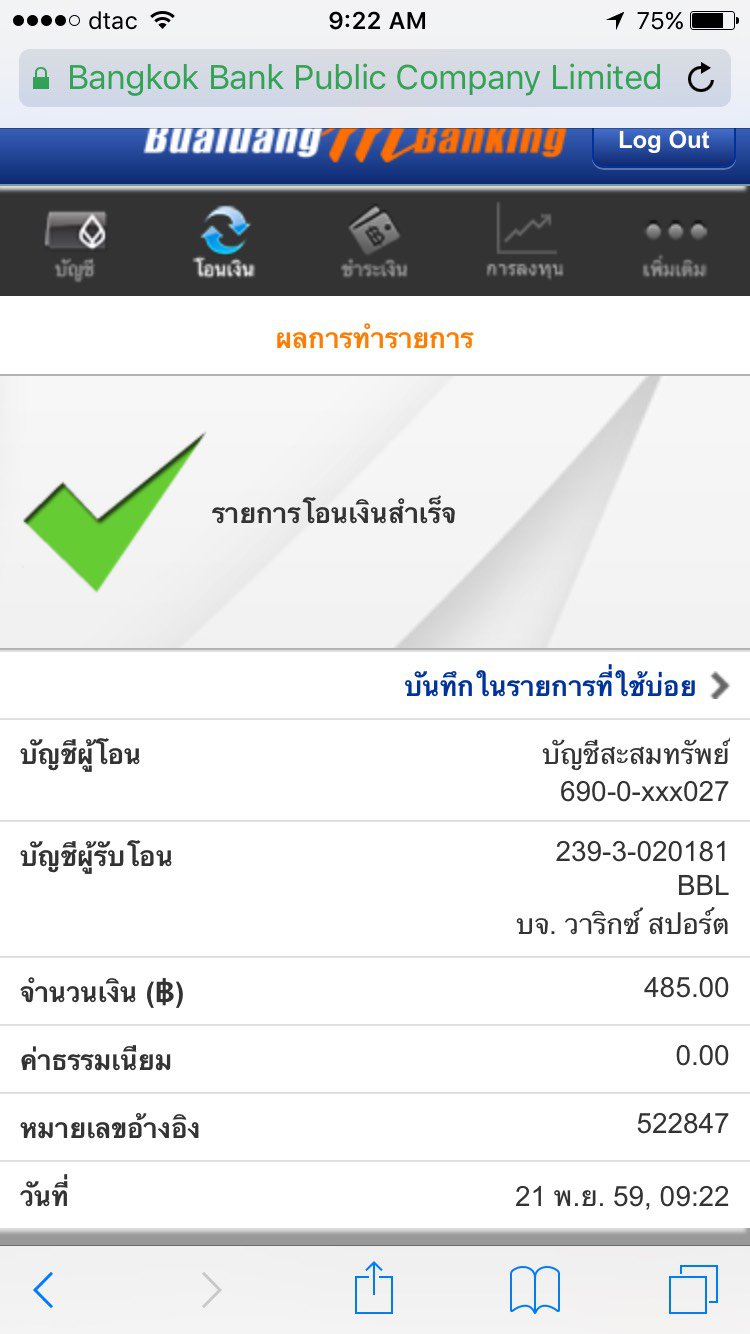 dtac 9:22 AM 75%
Bangkok Bank Public Company Limited
Bualuang mBanking Log Out
บัญชี โอนเงิน ชำระเงิน การลงทุน เพิ่มเติม
ผลการทำรายการ
รายการโอนเงินสำเร็จ
บันทึกในรายการที่ใช้บ่อย
บัญชีผู้โอน บัญชีสะสมทรัพย์
690-0-xxx027
บัญชีผู้รับโอน 239-3-020181
BBL
บจ. วาริกซ์ สปอร์ต
จำนวนเงิน (฿) 485.00
ค่าธรรมเนียม 0.00
หมายเลขอ้างอิง 522847
วันที่ 21 พ.ย. 59, 09:22